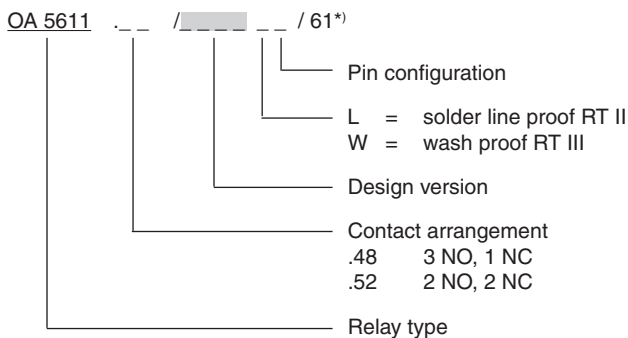 OA 5611 ._ _ /_ _ _ _ _ _ / 61*)
Pin configuration
L = solder line proof RT II
W = wash proof RT III
Design version
Contact arrangement
.48 3 NO, 1 NC
.52 2 NO, 2 NC
Relay type